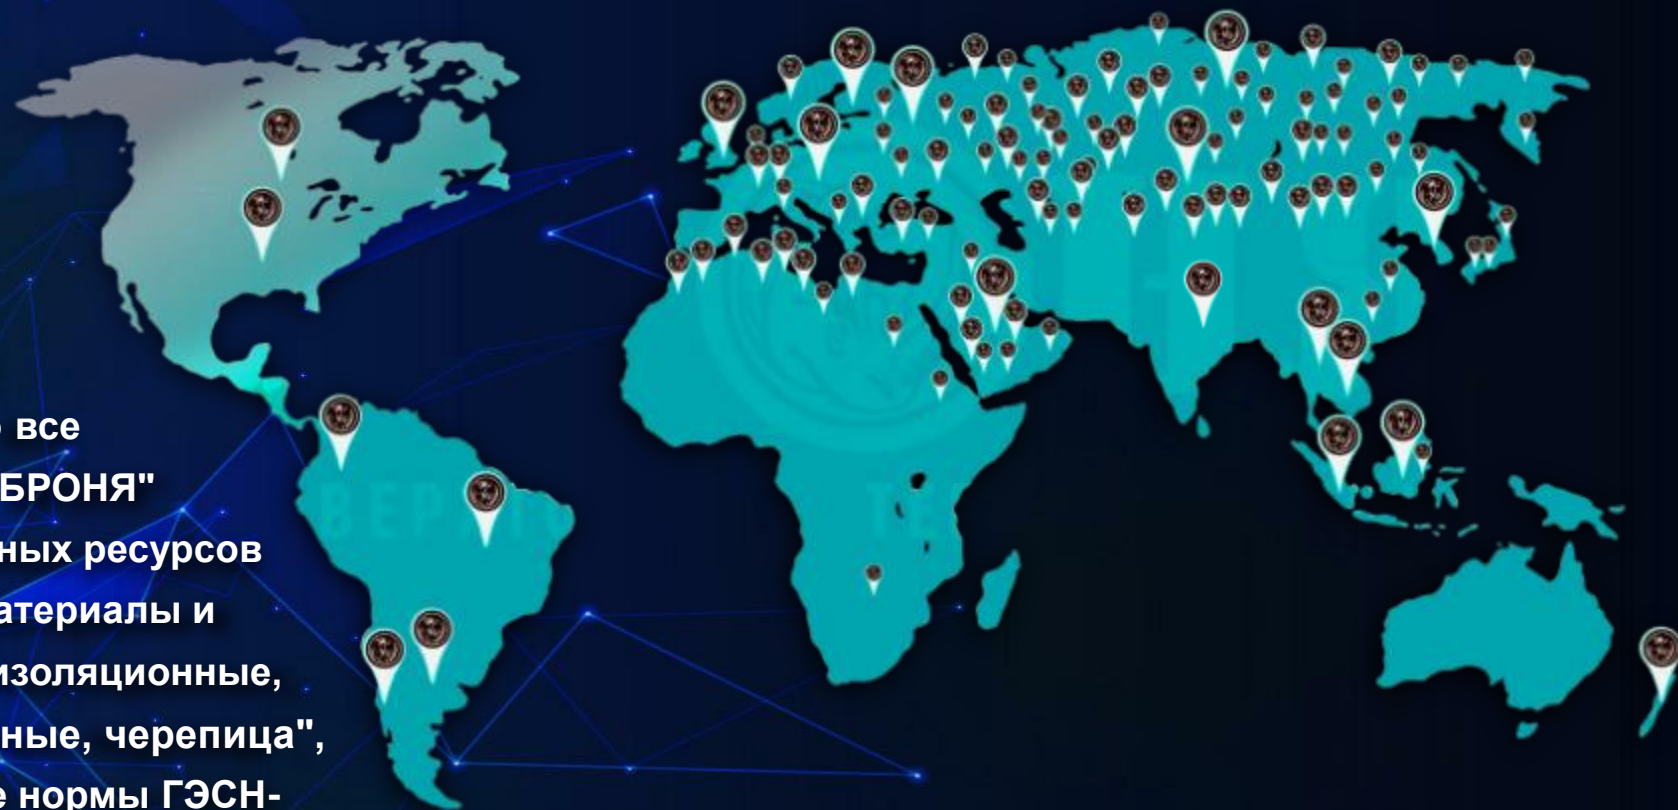 все
БРОНЯ"
ных ресурсов
атериалы и
изоляционные,
ные, черепица",
е нормы ГЭСН-